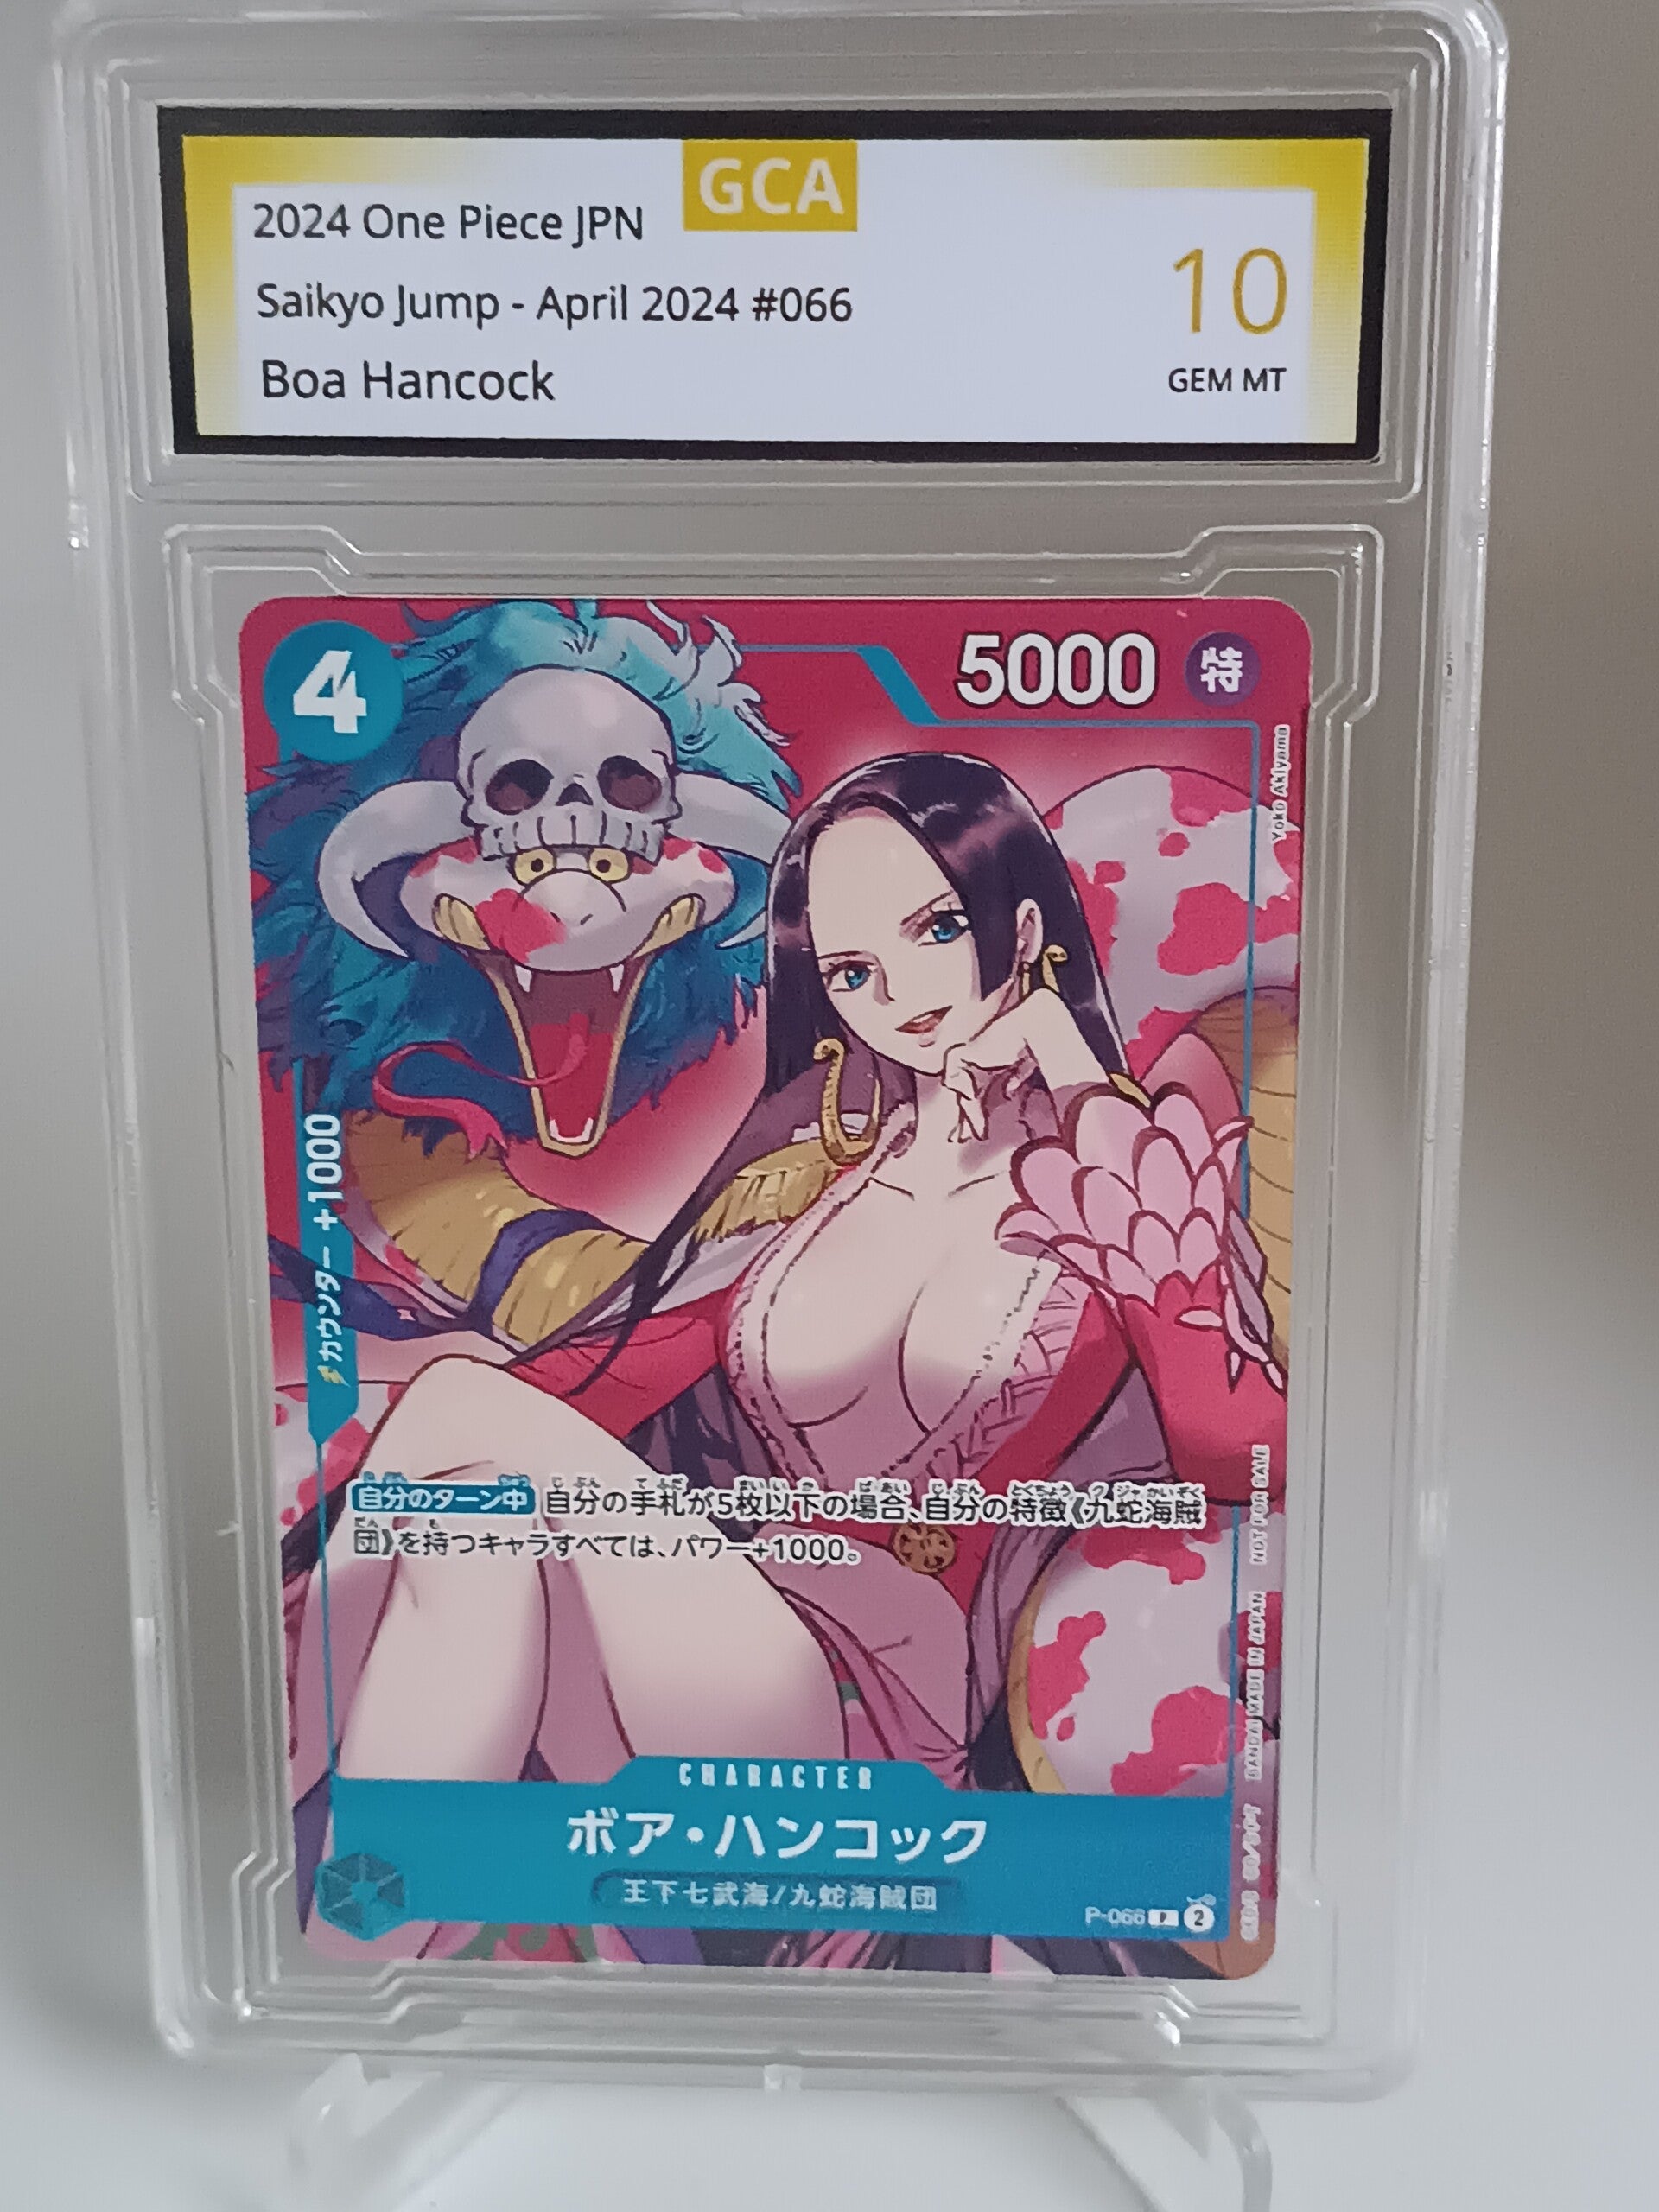 GCA
2024 One Piece JPN
Saikyo Jump - April 2024 #066
Boa Hancock
10
GEM MT
4
5000
特
Yoko Akiyama
カウンター +1000
自分のターン中 自分の手札が5枚以下の場合、自分の特徴《九蛇海賊
団》を持つキャラすべては、パワー+1000。
CHARACTER
ボア・ハンコック
王下七武海/九蛇海賊団
P-066 P 2
BANDAI MADE IN JAPAN NOT FOR SALE